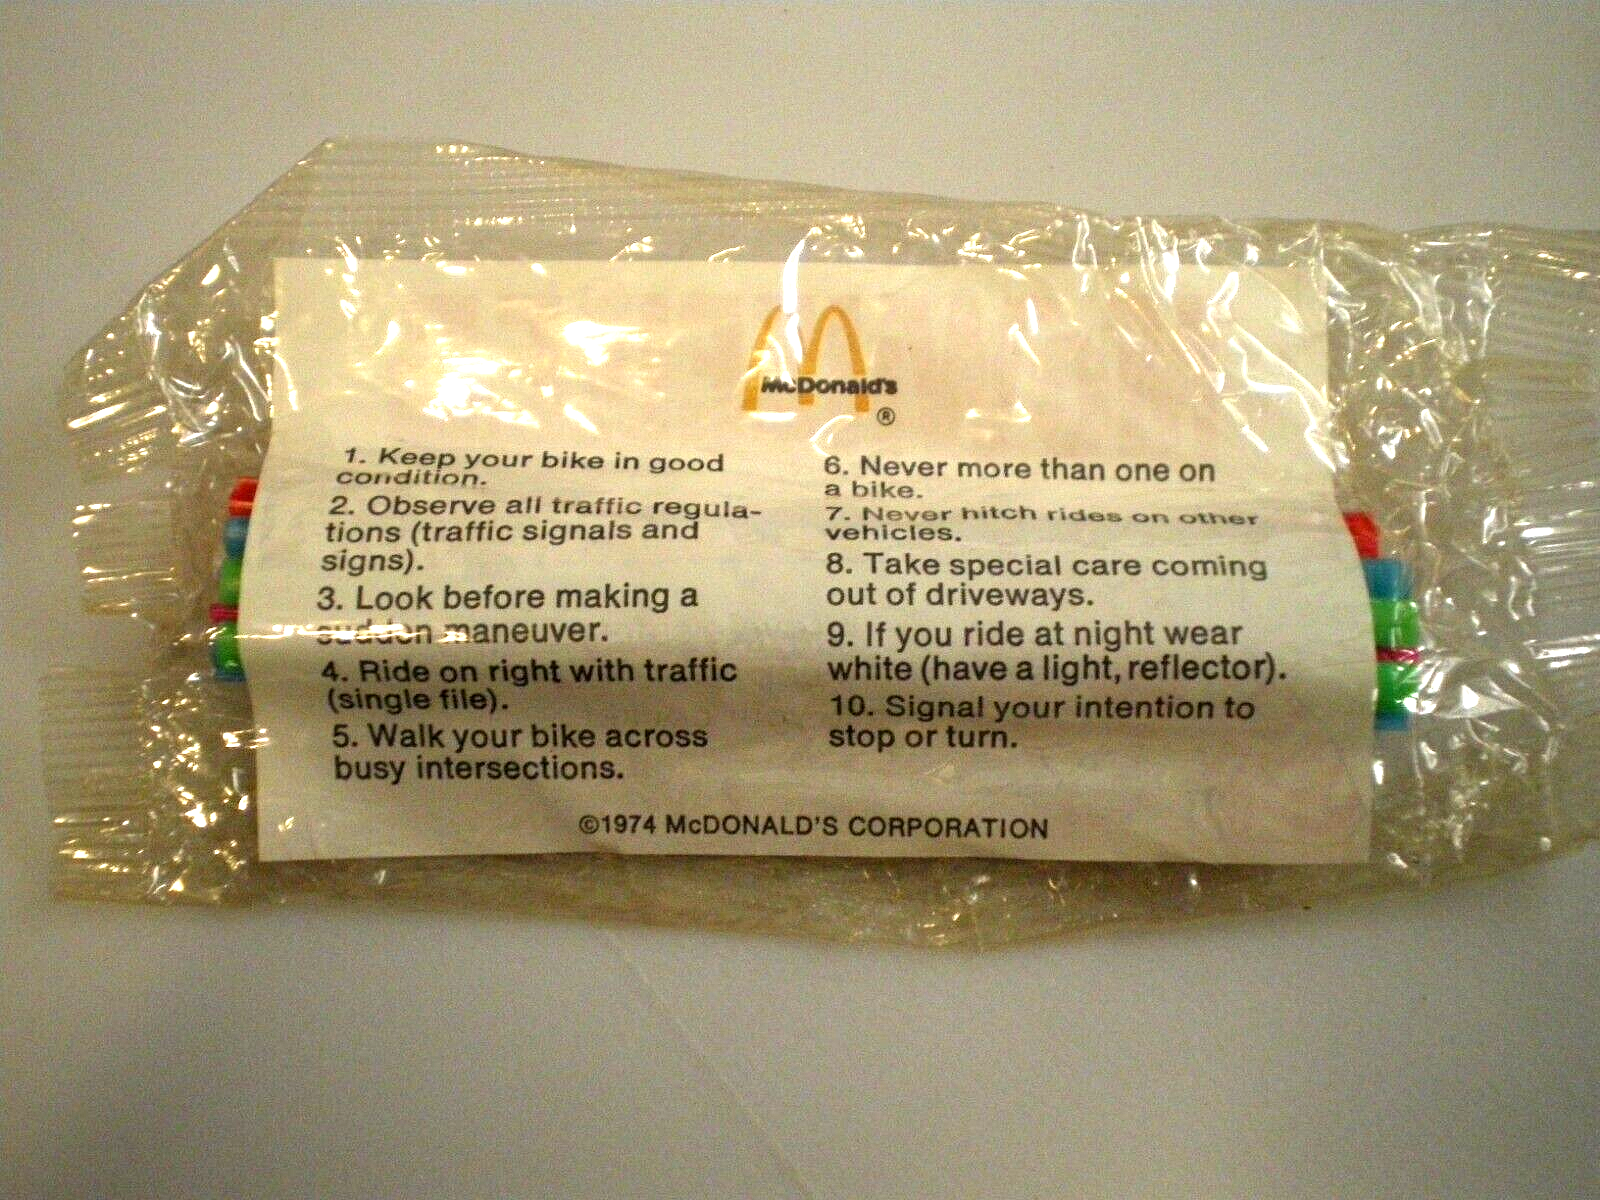 McDonald's
®
1. Keep your bike in good
condition.
2. Observe all traffic regula-
tions (traffic signals and
signs).
3. Look before making a
sudden maneuver.
4. Ride on right with traffic
(single file).
5. Walk your bike across
busy intersections.
6. Never more than one on
a bike.
7. Never hitch rides on other
vehicles.
8. Take special care coming
out of driveways.
9. If you ride at night wear
white (have a light, reflector).
10. Signal your intention to
stop or turn.
©1974 McDONALD'S CORPORATION